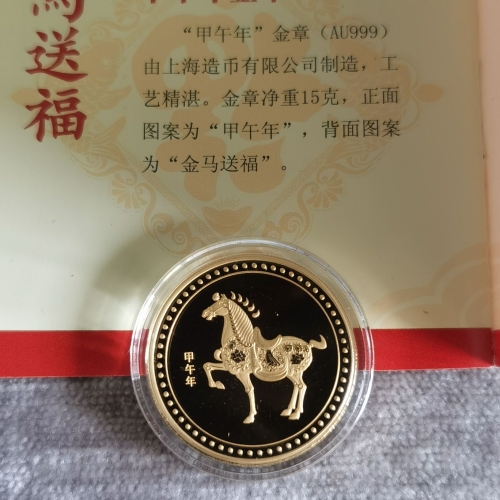 马送福
“甲午年”金章（AU999）
由上海造币有限公司制造，工
艺精湛。金章净重15克，正面
图案为“甲午年”，背面图案
为“金马送福”。
甲午年